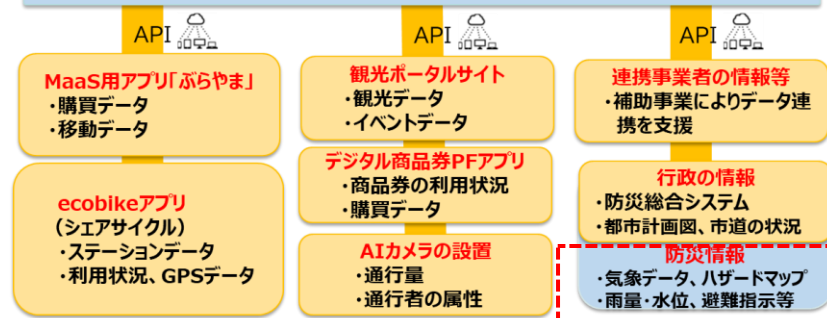 API
API
API
MaaS用アプリ「ぶらやま」
・購買データ
・移動データ
ecobikeアプリ
（シェアサイクル）
・ステーションデータ
・利用状況、GPSデータ
観光ポータルサイト
・観光データ
・イベントデータ
デジタル商品券PFアプリ
・商品券の利用状況
・購買データ
AIカメラの設置
・通行量
・通行者の属性
連携事業者の情報等
・補助事業によりデータ連
携を支援
行政の情報
・防災総合システム
・都市計画図、市道の状況
防災情報
・気象データ、ハザードマップ
・雨量・水位、避難指示等